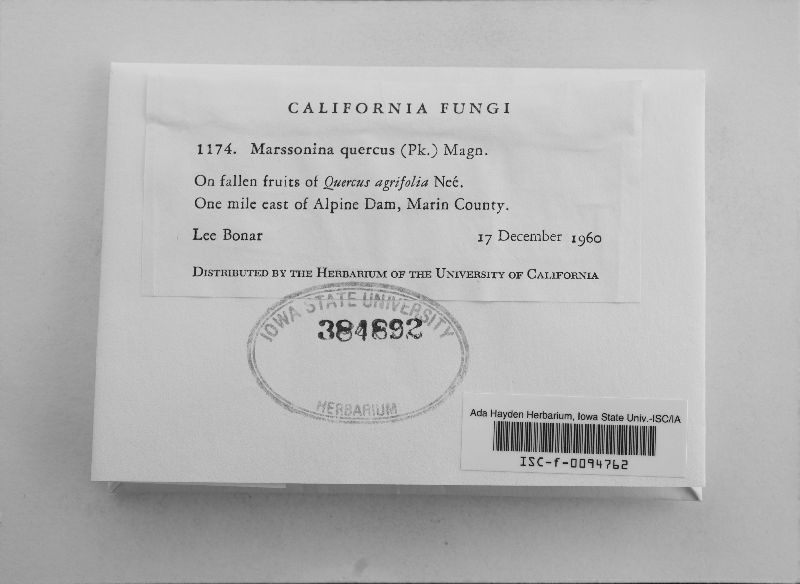 CALIFORNIA FUNGI
1174. Marssonina quercus (Pk.) Magn.
On fallen fruits of Quercus agrifolia Neé.
One mile east of Alpine Dam, Marin County.
Lee Bonar 17 December 1960
DISTRIBUTED BY THE HERBARIUM OF THE UNIVERSITY OF CALIFORNIA
IOWA STATE UNIVERSITY
384892
HERBARIUM
Ada Hayden Herbarium, Iowa State Univ.-ISC/IA
ISC-f-0094762